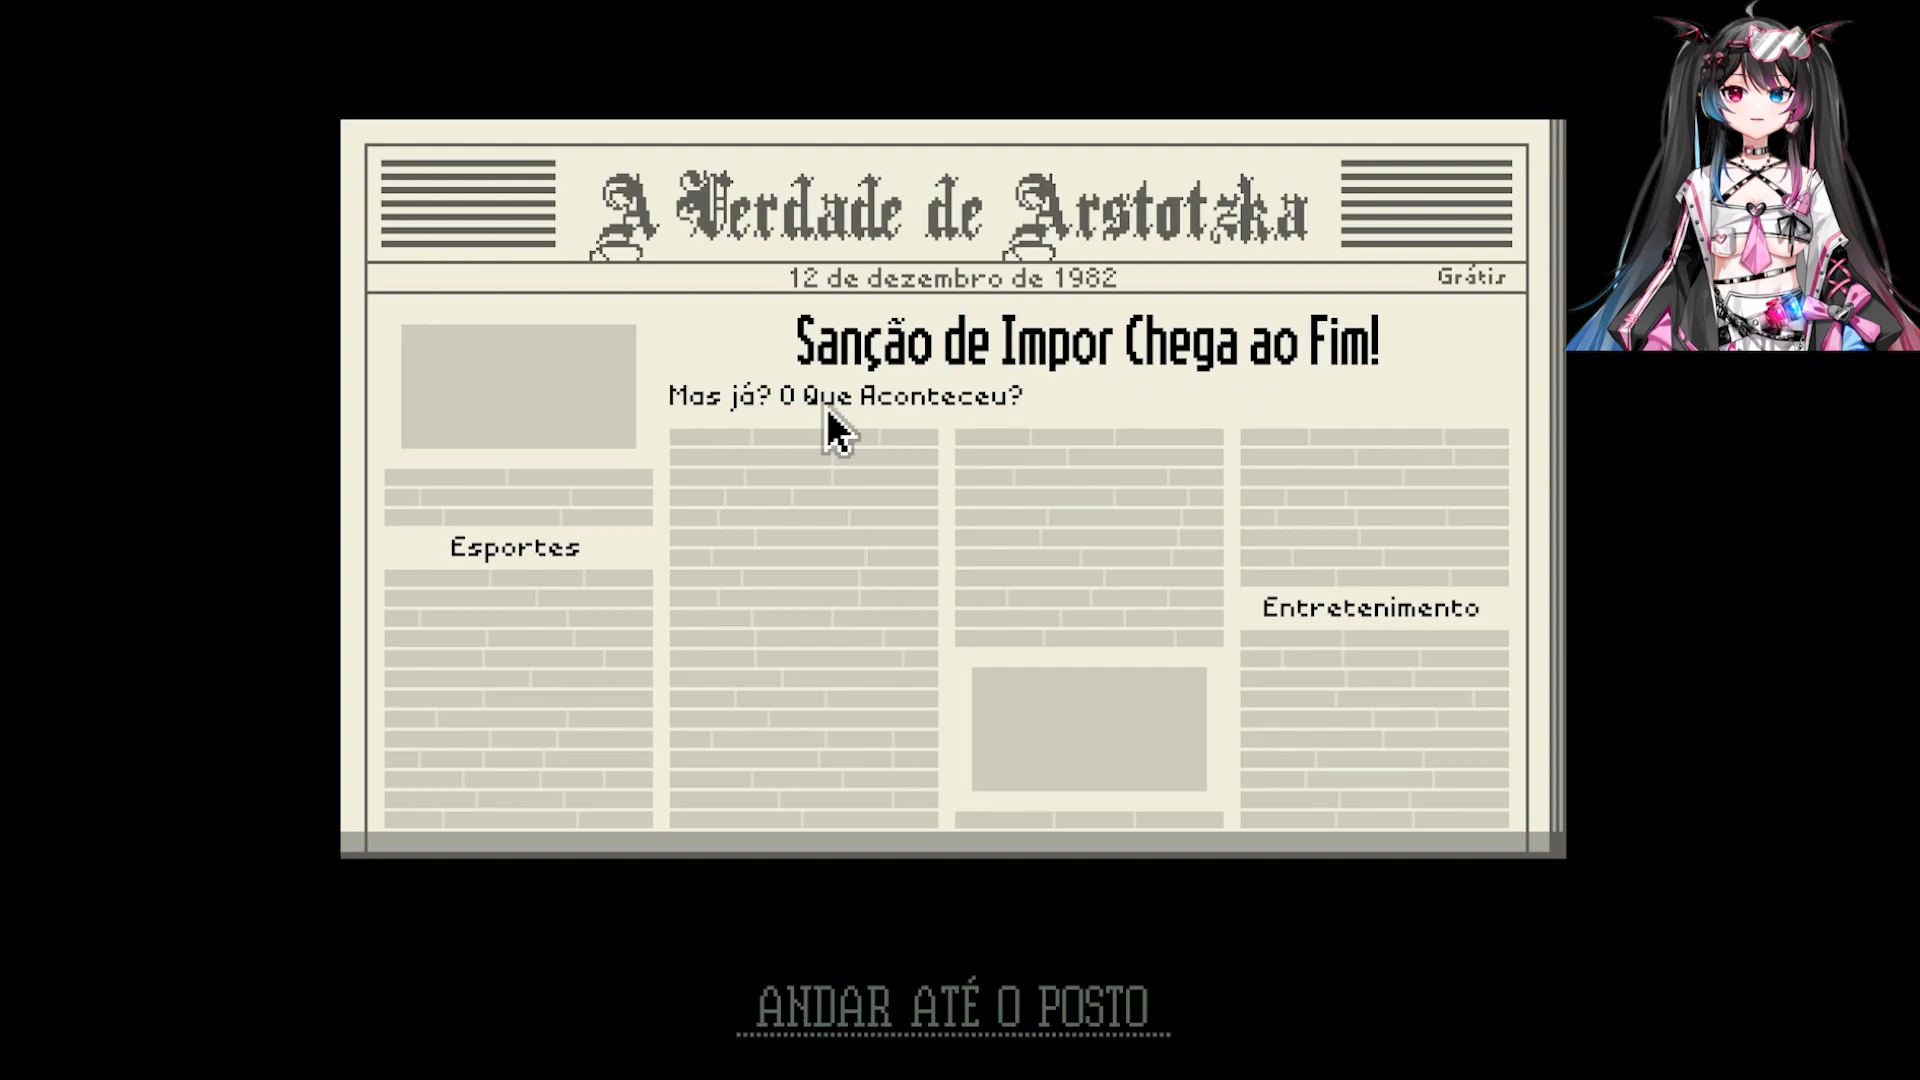 A Verdade de Arstotzka
12 de dezembro de 1982
Grátis
Sanção de Impor Chega ao Fim!
Mas já? O Que Aconteceu?
Esportes
Entretenimento
ANDAR ATÉ O POSTO